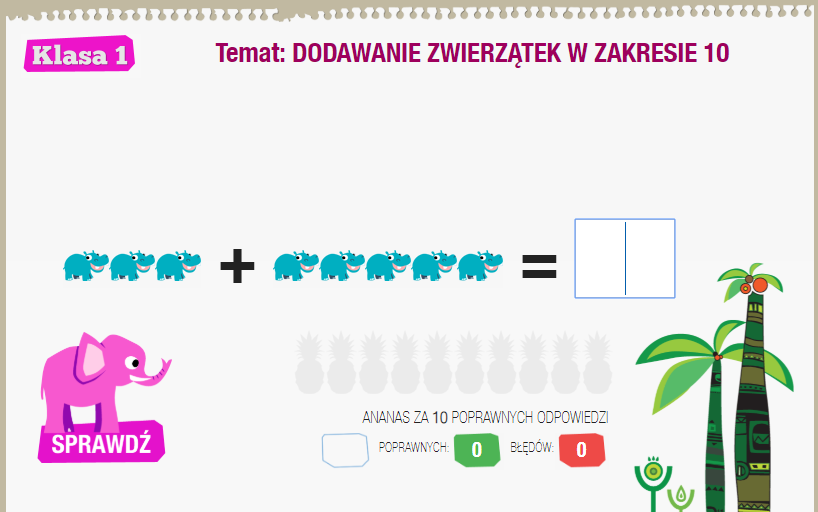 Klasa 1
Temat: DODAWANIE ZWIERZĄTEK W ZAKRESIE 10
+ =
ANANAS ZA 10 POPRAWNYCH ODPOWIEDZI
SPRAWDŹ
POPRAWNYCH: 0 BŁĘDÓW: 0